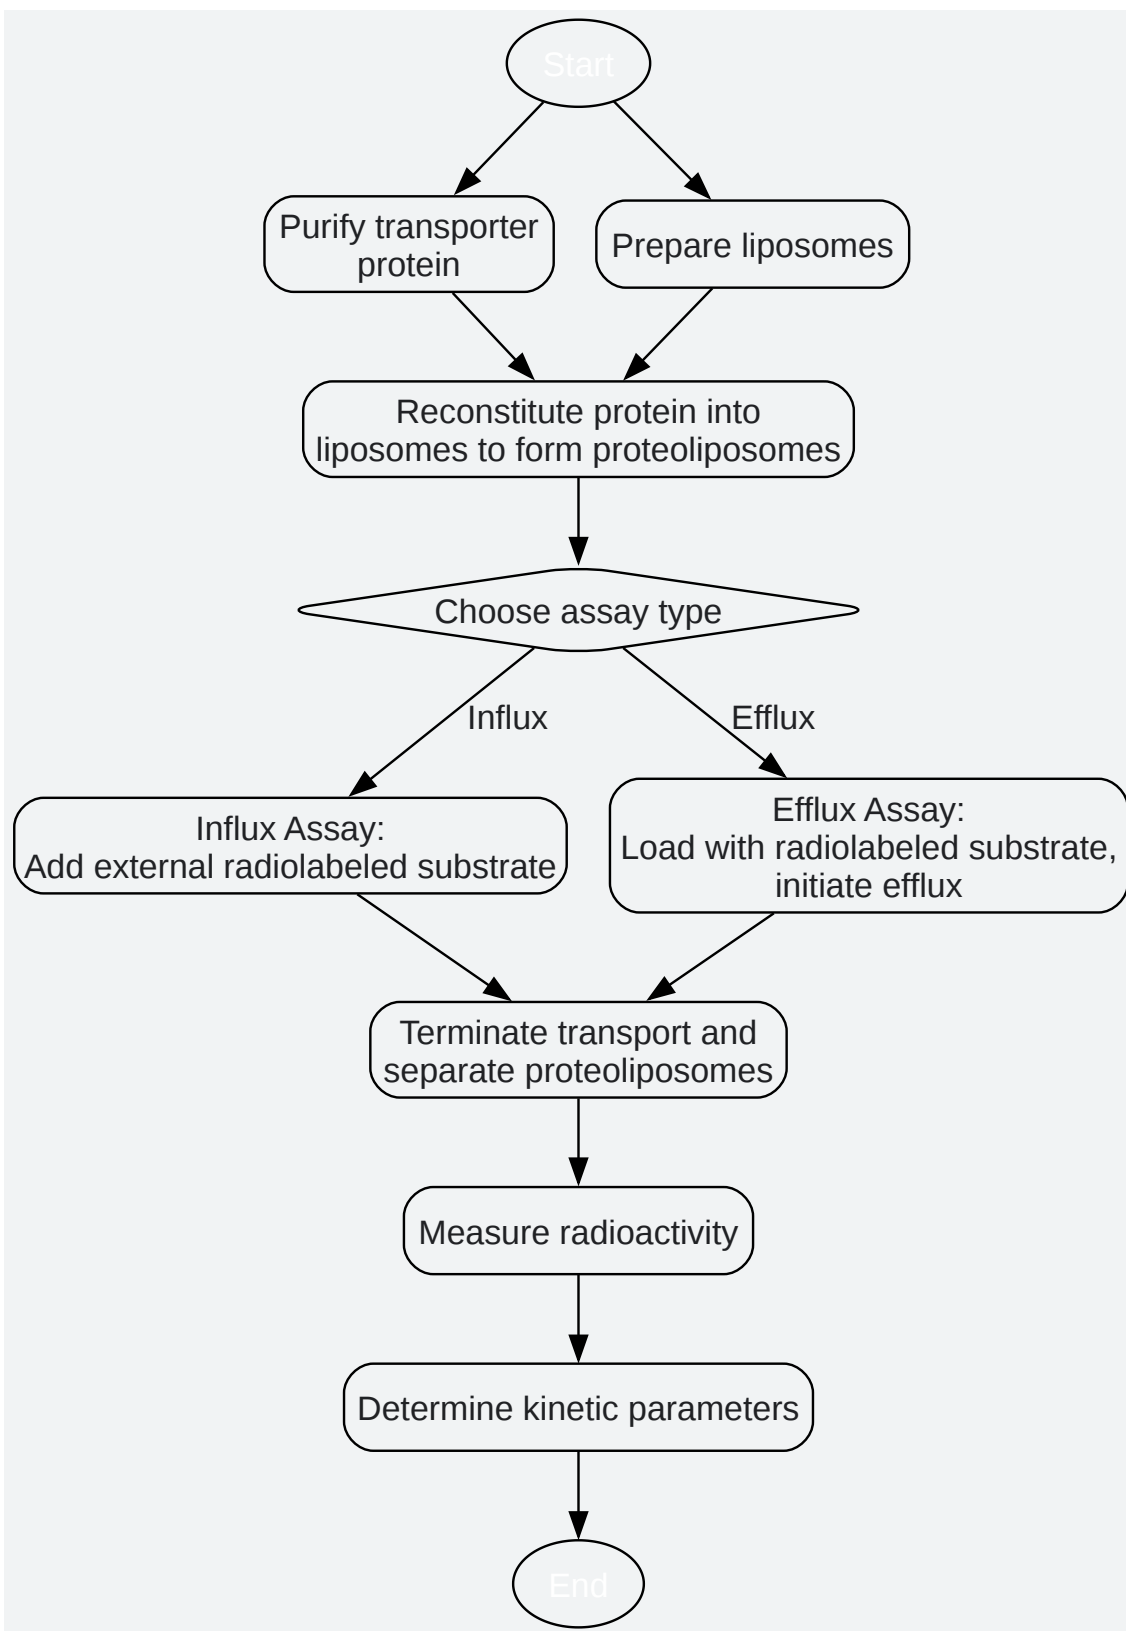 Start
Purify transporter
protein
Prepare liposomes
Reconstitute protein into
liposomes to form proteoliposomes
Choose assay type
Influx
Efflux
Influx Assay:
Add external radiolabeled substrate
Efflux Assay:
Load with radiolabeled substrate,
initiate efflux
Terminate transport and
separate proteoliposomes
Measure radioactivity
Determine kinetic parameters
End